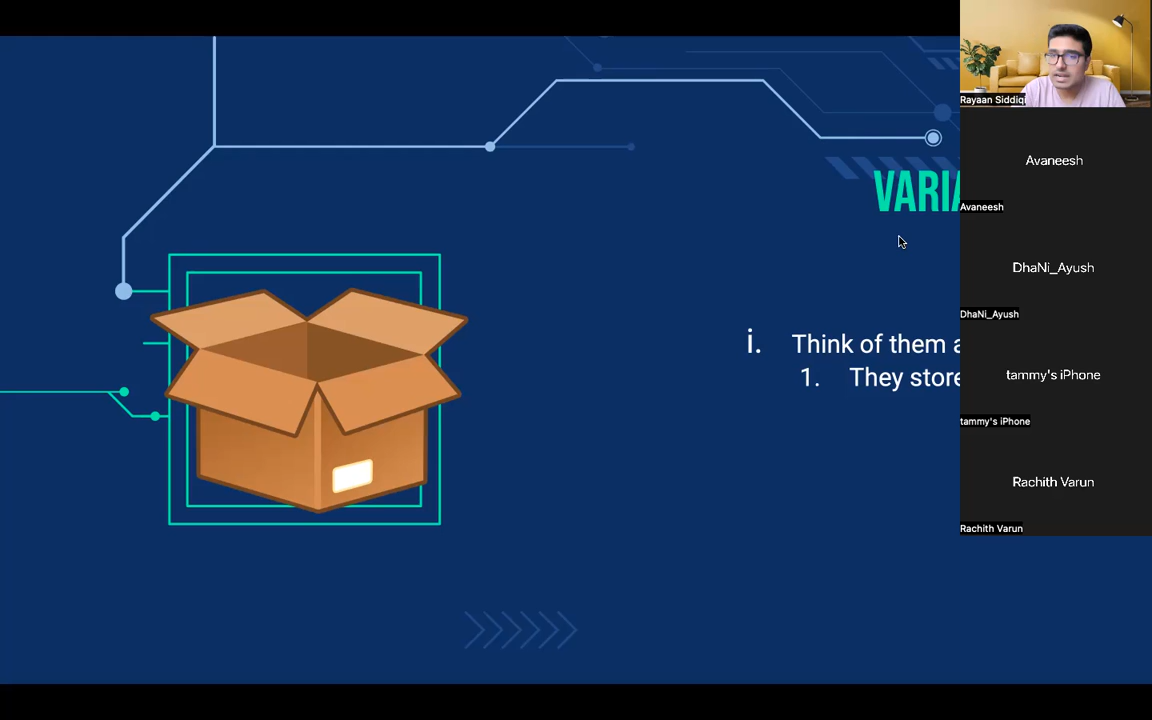 Rayaan Siddiqi
Avaneesh
Avaneesh
VARIA
DhaNi_Ayush
DhaNi_Ayush
i. Think of them a
1. They store
tammy's iPhone
tammy's iPhone
Rachith Varun
Rachith Varun